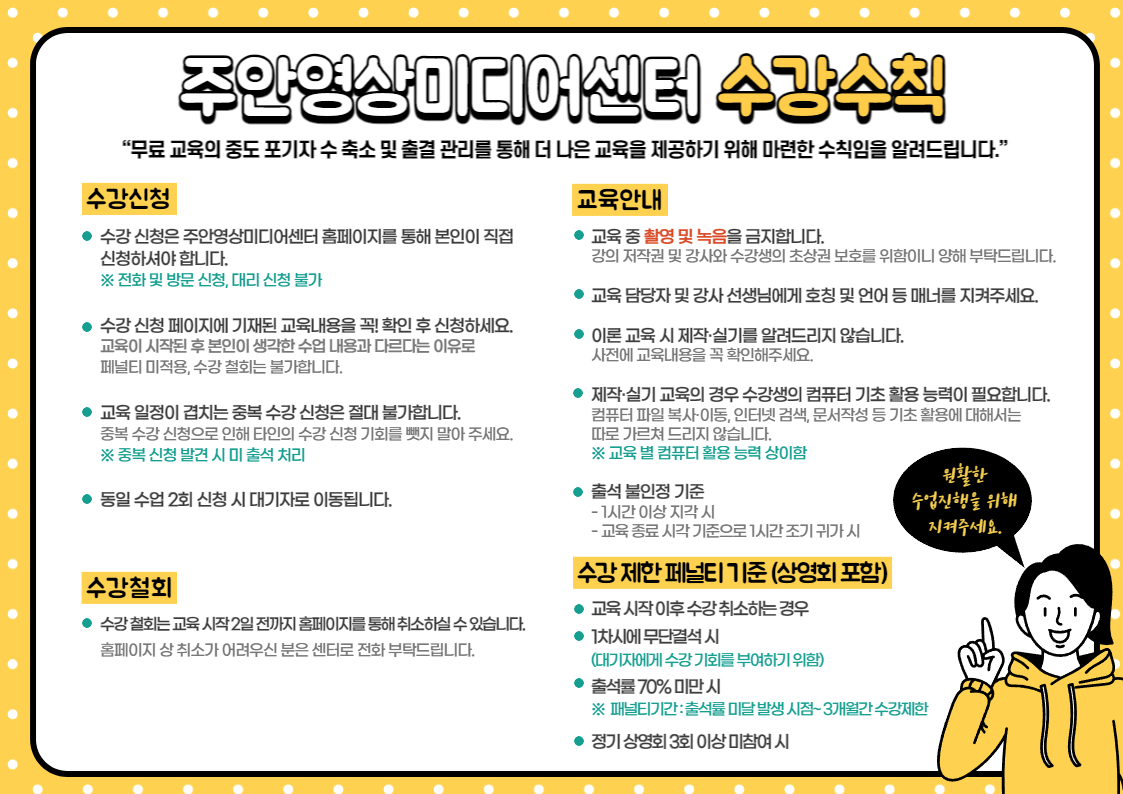 주안영상미디어센터 수강수칙
“무료 교육의 중도 포기자 수 축소 및 출결 관리를 통해 더 나은 교육을 제공하기 위해 마련한 수칙임을 알려드립니다.”
수강신청
수강 신청은 주안영상미디어센터 홈페이지를 통해 본인이 직접
신청하셔야 합니다.
※ 전화 및 방문 신청, 대리 신청 불가
수강 신청 페이지에 기재된 교육내용을 꼭! 확인 후 신청하세요.
교육이 시작된 후 본인이 생각한 수업 내용과 다르다는 이유로
페널티 미적용, 수강 철회는 불가합니다.
교육 일정이 겹치는 중복 수강 신청은 절대 불가합니다.
중복 수강 신청으로 인해 타인의 수강 신청 기회를 뺏지 말아 주세요.
※ 중복 신청 발견 시 미 출석 처리
동일 수업 2회 신청 시 대기자로 이동됩니다.
수강철회
수강 철회는 교육 시작 2일 전까지 홈페이지를 통해 취소하실 수 있습니다.
홈페이지 상 취소가 어려우신 분은 센터로 전화 부탁드립니다.
교육안내
교육 중 촬영 및 녹음을 금지합니다.
강의 저작권 및 강사와 수강생의 초상권 보호를 위함이니 양해 부탁드립니다.
교육 담당자 및 강사 선생님에게 호칭 및 언어 등 매너를 지켜주세요.
이론 교육 시 제작·실기를 알려드리지 않습니다.
사전에 교육내용을 꼭 확인해주세요.
제작·실기 교육의 경우 수강생의 컴퓨터 기초 활용 능력이 필요합니다.
컴퓨터 파일 복사·이동, 인터넷 검색, 문서작성 등 기초 활용에 대해서는
따로 가르쳐 드리지 않습니다.
※ 교육 별 컴퓨터 활용 능력 상이함
출석 불인정 기준
- 1시간 이상 지각 시
- 교육 종료 시각 기준으로 1시간 조기 귀가 시
원활한
수업진행을 위해
지켜주세요.
수강 제한 페널티 기준 (상영회 포함)
교육 시작 이후 수강 취소하는 경우
1차시에 무단결석 시
(대기자에게 수강 기회를 부여하기 위함)
출석률 70% 미만 시
※ 패널티기간 : 출석률 미달 발생 시점~ 3개월간 수강제한
정기 상영회 3회 이상 미참여 시